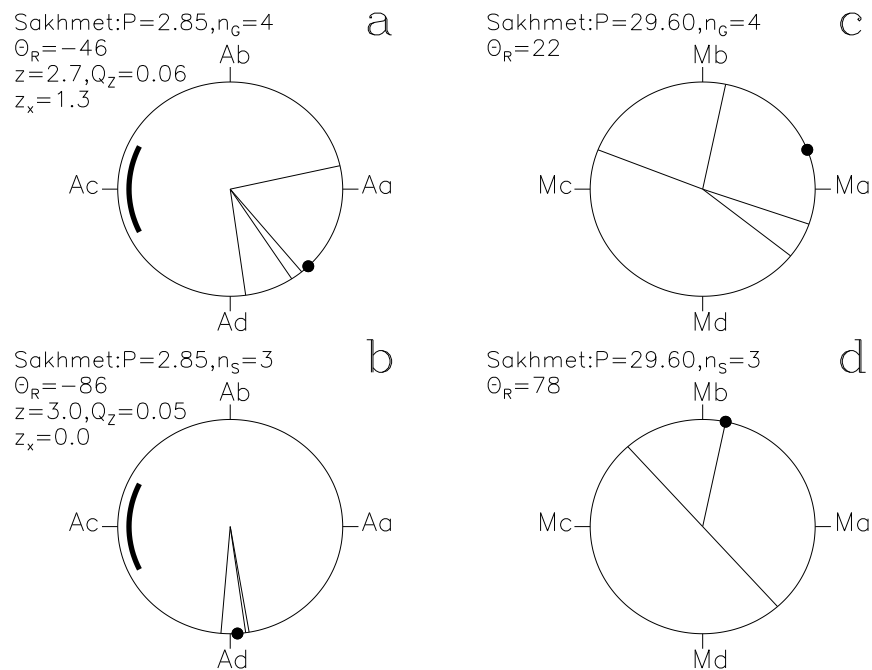 Sakhmet:P=2.85,n_G=4
a
Θ_R=−46
z=2.7,Q_Z=0.06
z_x=1.3
Ab
Ac
Aa
Ad
Sakhmet:P=29.60,n_G=4
c
Θ_R=22
Mb
Mc
Ma
Md
Sakhmet:P=2.85,n_S=3
b
Θ_R=−86
z=3.0,Q_Z=0.05
z_x=0.0
Ab
Ac
Aa
Ad
Sakhmet:P=29.60,n_S=3
d
Θ_R=78
Mb
Mc
Ma
Md